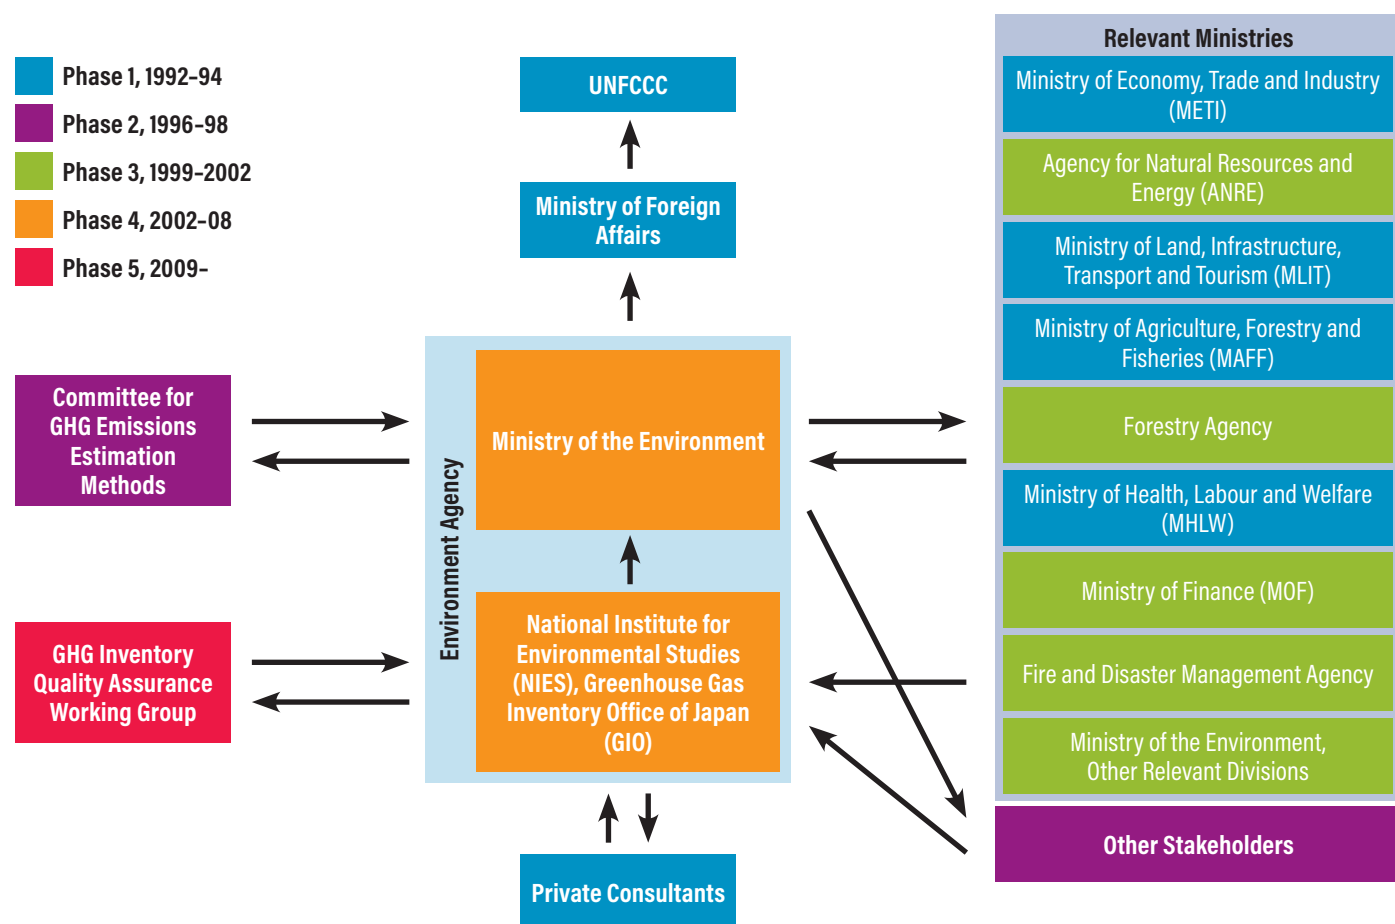 Phase 1, 1992–94
Phase 2, 1996–98
Phase 3, 1999–2002
Phase 4, 2002–08
Phase 5, 2009–
UNFCCC
Ministry of Foreign
Affairs
Committee for
GHG Emissions
Estimation
Methods
GHG Inventory
Quality Assurance
Working Group
Environment Agency
Ministry of the Environment
National Institute for
Environmental Studies
(NIES), Greenhouse Gas
Inventory Office of Japan
(GIO)
Private Consultants
Relevant Ministries
Ministry of Economy, Trade and Industry
(METI)
Agency for Natural Resources and
Energy (ANRE)
Ministry of Land, Infrastructure,
Transport and Tourism (MLIT)
Ministry of Agriculture, Forestry and
Fisheries (MAFF)
Forestry Agency
Ministry of Health, Labour and Welfare
(MHLW)
Ministry of Finance (MOF)
Fire and Disaster Management Agency
Ministry of the Environment,
Other Relevant Divisions
Other Stakeholders